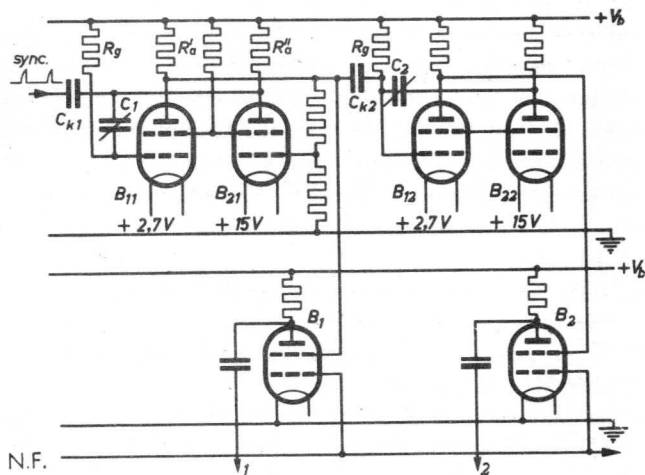 +V_b
R_g
R'_a
R''_a
R_g
C_2
sync.
C_1
C_k1
C_k2
B_11
B_21
B_12
B_22
+ 2,7 V
+ 15 V
+ 2,7 V
+ 15 V
+V_b
B_1
B_2
N.F.
1
2